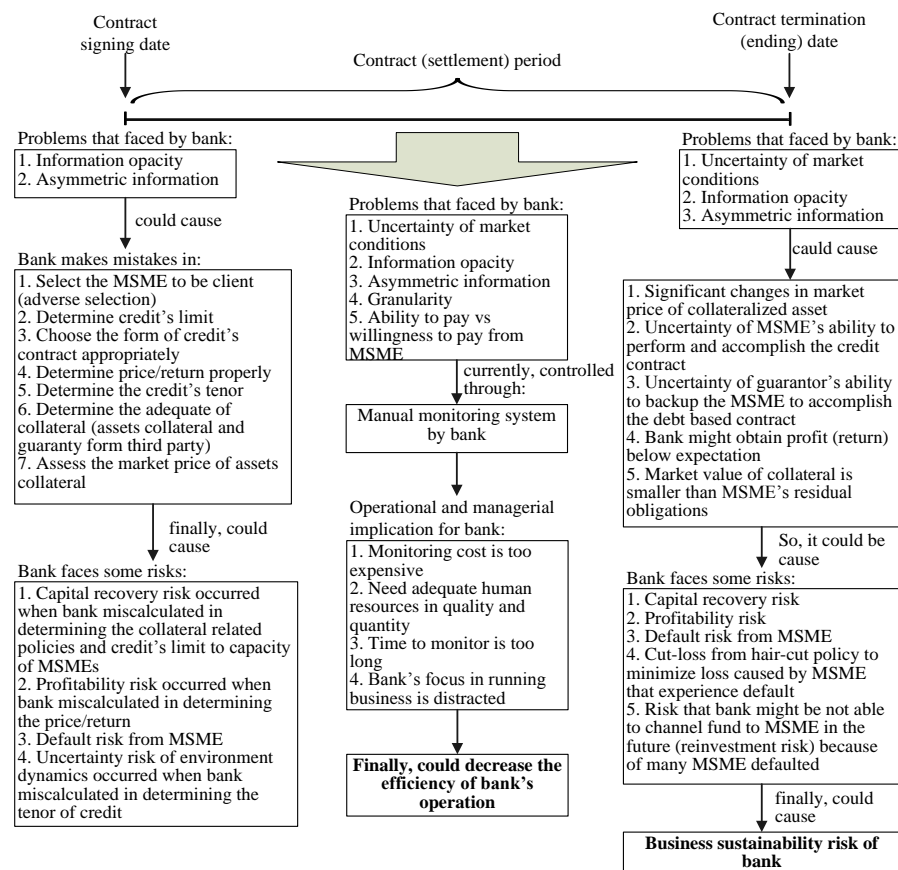 Contract
signing date
Contract termination
(ending) date
Contract (settlement) period
Problems that faced by bank:
1. Information opacity
2. Asymmetric information
could cause
Bank makes mistakes in:
1. Select the MSME to be client
(adverse selection)
2. Determine credit's limit
3. Choose the form of credit's
contract appropriately
4. Determine price/return properly
5. Determine the credit's tenor
6. Determine the adequate of
collateral (assets collateral and
guaranty form third party)
7. Assess the market price of assets
collateral
finally, could
cause
Bank faces some risks:
1. Capital recovery risk occurred
when bank miscalculated in
determining the collateral related
policies and credit's limit to capacity
of MSMEs
2. Profitability risk occurred when
bank miscalculated in determining
the price/return
3. Default risk from MSME
4. Uncertainty risk of environment
dynamics occurred when bank
miscalculated in determining the
tenor of credit
Problems that faced by bank:
1. Uncertainty of market
conditions
2. Information opacity
3. Asymmetric information
4. Granularity
5. Ability to pay vs
willingness to pay from
MSME
currently, controlled
through:
Manual monitoring system
by bank
Operational and managerial
implication for bank:
1. Monitoring cost is too
expensive
2. Need adequate human
resources in quality and
quantity
3. Time to monitor is too
long
4. Bank's focus in running
business is distracted
Finally, could decrease the
efficiency of bank's
operation
Problems that faced by bank:
1. Uncertainty of market
conditions
2. Information opacity
3. Asymmetric information
could cause
1. Significant changes in market
price of collateralized asset
2. Uncertainty of MSME's ability to
perform and accomplish the credit
contract
3. Uncertainty of guarantor's ability
to backup the MSME to accomplish
the debt based contract
4. Bank might obtain profit (return)
below expectation
5. Market value of collateral is
smaller than MSME's residual
obligations
So, it could be
cause
Bank faces some risks:
1. Capital recovery risk
2. Profitability risk
3. Default risk from MSME
4. Cut-loss from hair-cut policy to
minimize loss caused by MSME
that experience default
5. Risk that bank might be not able
to channel fund to MSME in the
future (reinvestment risk) because
of many MSME defaulted
finally, could
cause
Business sustainability risk of
bank